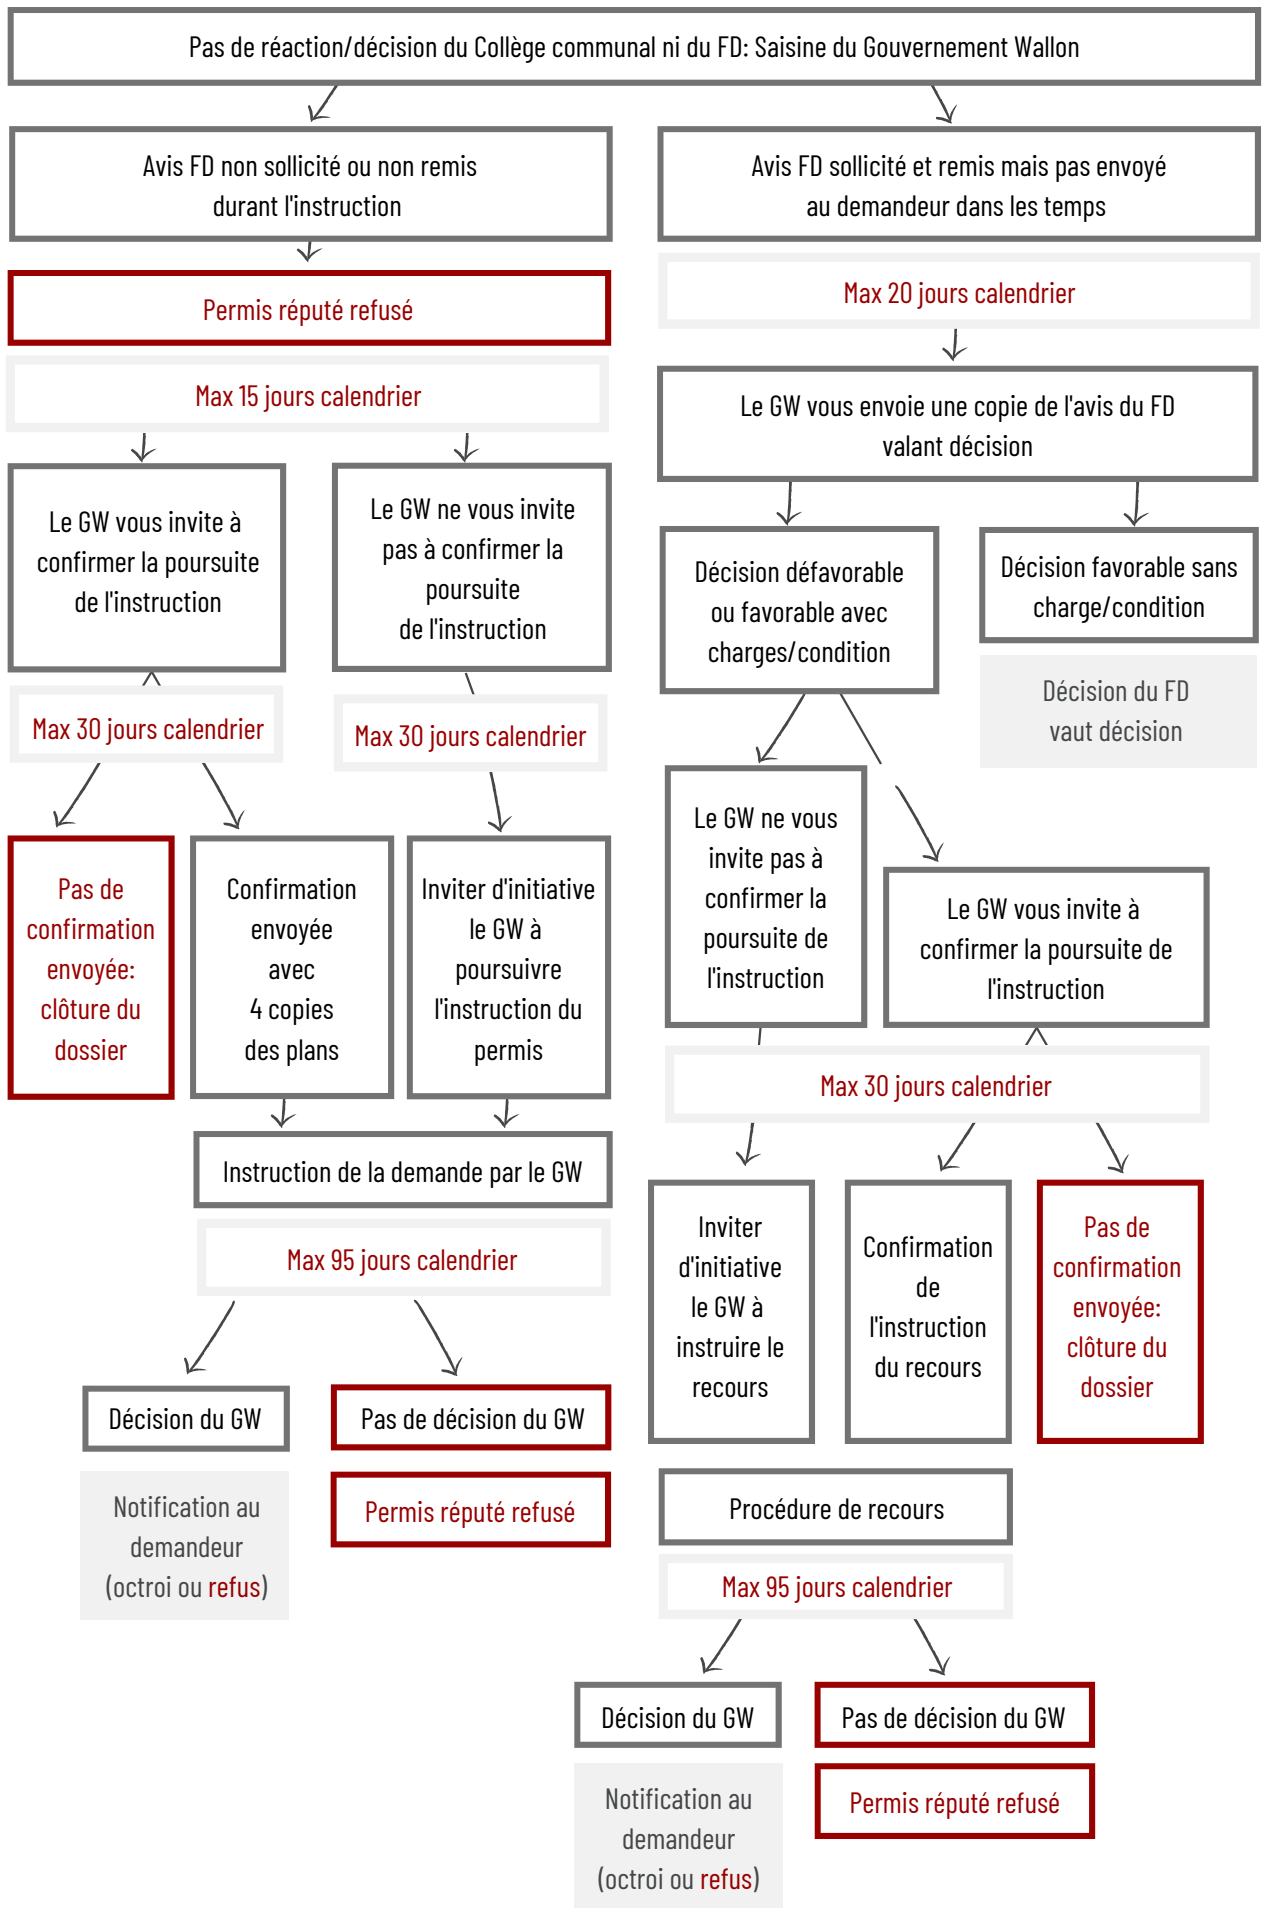 Pas de réaction/décision du Collège communal ni du FD: Saisine du Gouvernement Wallon
Avis FD non sollicité ou non remis
durant l'instruction
Permis réputé refusé
Max 15 jours calendrier
Le GW vous invite à
confirmer la poursuite
de l'instruction
Le GW ne vous invite
pas à confirmer la
poursuite
de l'instruction
Max 30 jours calendrier
Max 30 jours calendrier
Pas de
confirmation
envoyée:
clôture du
dossier
Confirmation
envoyée
avec
4 copies
des plans
Inviter d'initiative
le GW à
poursuivre
l'instruction du
permis
Instruction de la demande par le GW
Max 95 jours calendrier
Décision du GW
Notification au
demandeur
(octroi ou refus)
Pas de décision du GW
Permis réputé refusé
Avis FD sollicité et remis mais pas envoyé
au demandeur dans les temps
Max 20 jours calendrier
Le GW vous envoie une copie de l'avis du FD
valant décision
Décision défavorable
ou favorable avec
charges/condition
Décision favorable sans
charge/condition
Décision du FD
vaut décision
Le GW ne vous
invite pas à
confirmer la
poursuite de
l'instruction
Le GW vous invite à
confirmer la poursuite de
l'instruction
Max 30 jours calendrier
Inviter
d'initiative
le GW à
instruire le
recours
Confirmation
de
l'instruction
du recours
Pas de
confirmation
envoyée:
clôture du
dossier
Procédure de recours
Max 95 jours calendrier
Décision du GW
Notification au
demandeur
(octroi ou refus)
Pas de décision du GW
Permis réputé refusé